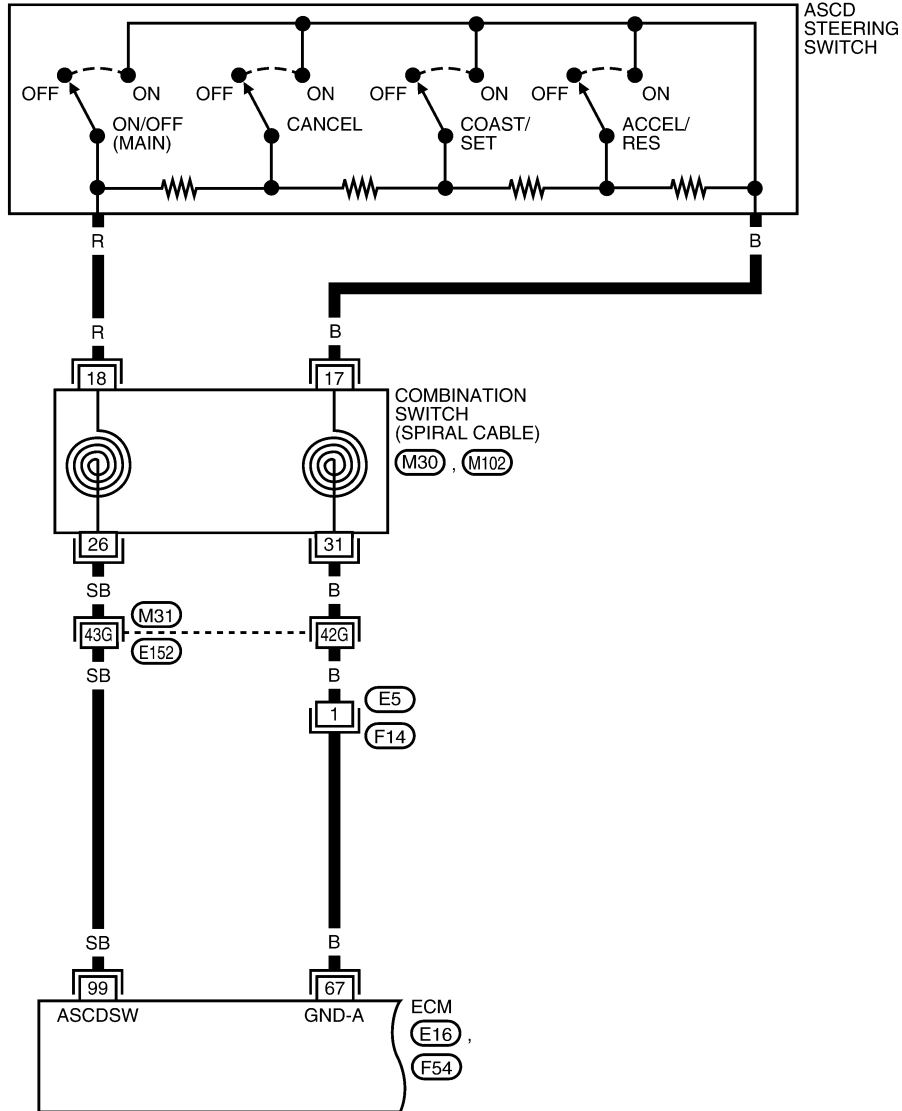 ASCD
STEERING
SWITCH
OFF ON OFF ON OFF ON OFF ON
ON/OFF
(MAIN)
CANCEL
COAST/
SET
ACCEL/
RES
R B
R B
18 17
COMBINATION
SWITCH
(SPIRAL CABLE)
M30 , M102
26 31
SB B
M31
43G 42G
E152
SB B
E5
1
F14
SB B
99 67
ASCDSW GND-A
ECM
E16 ,
F54